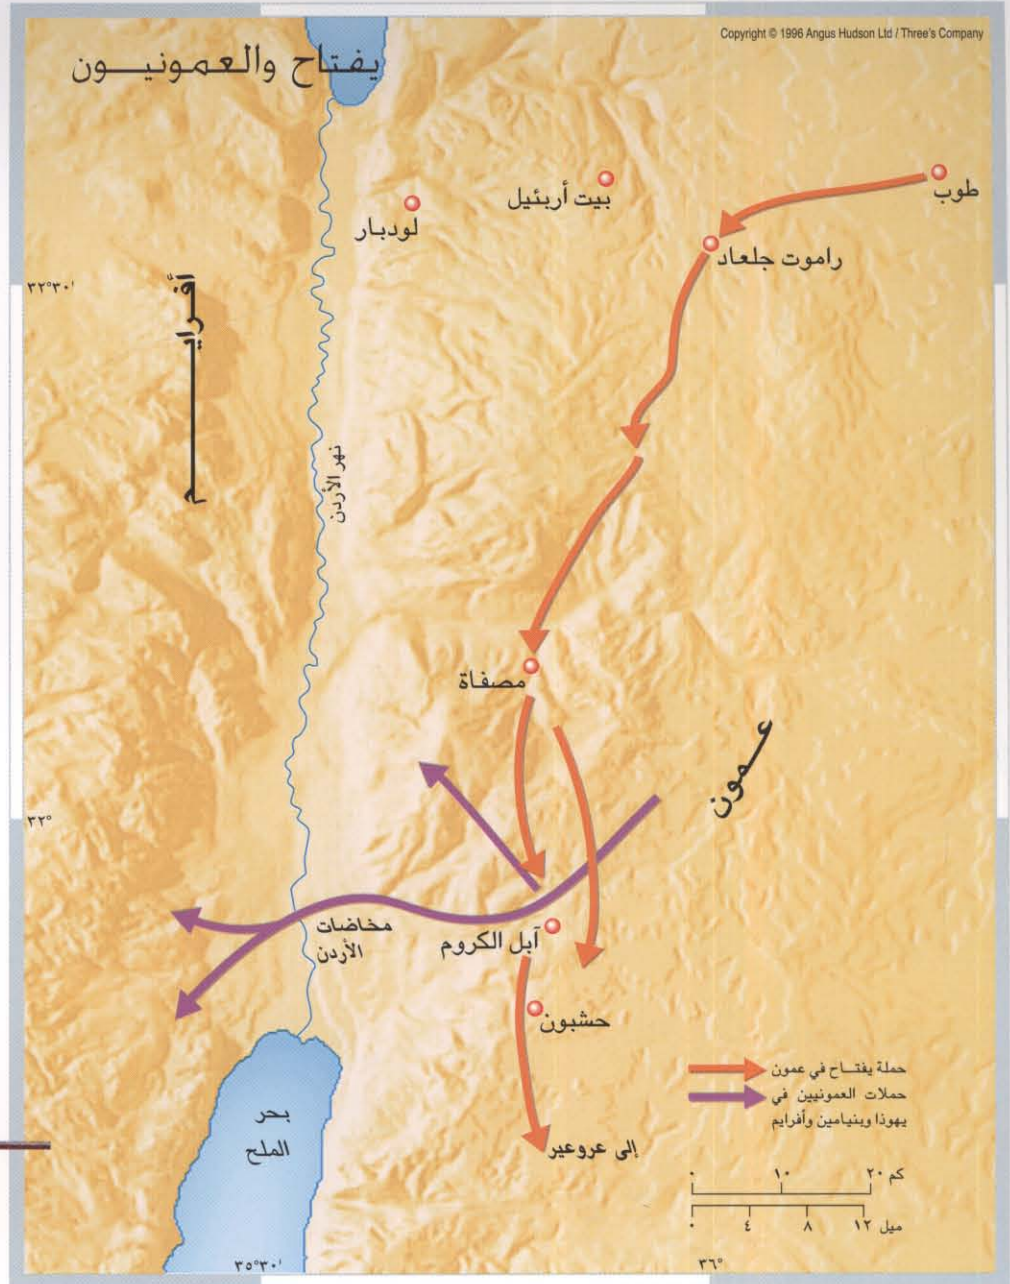 Copyright © 1996 Angus Hudson Ltd / Three's Company
يفتاح والعمونيون
طوب
بيت أربئيل
لودبار
راموت جلعاد
٣٢°٣٠'
أفرايم
نهر الأردن
مصفاة
عمون
٣٢°
مخاضات
الأردن
آبل الكروم
حشبون
حملة يفتاح في عمون
حملات العمونيين في
يهوذا وبنيامين وأفرايم
بحر
الملح
إلى عروعير
٠ ١٠ ٢٠ كم
٠ ٤ ٨ ١٢ ميل
٣٥°٣٠'
٣٦°